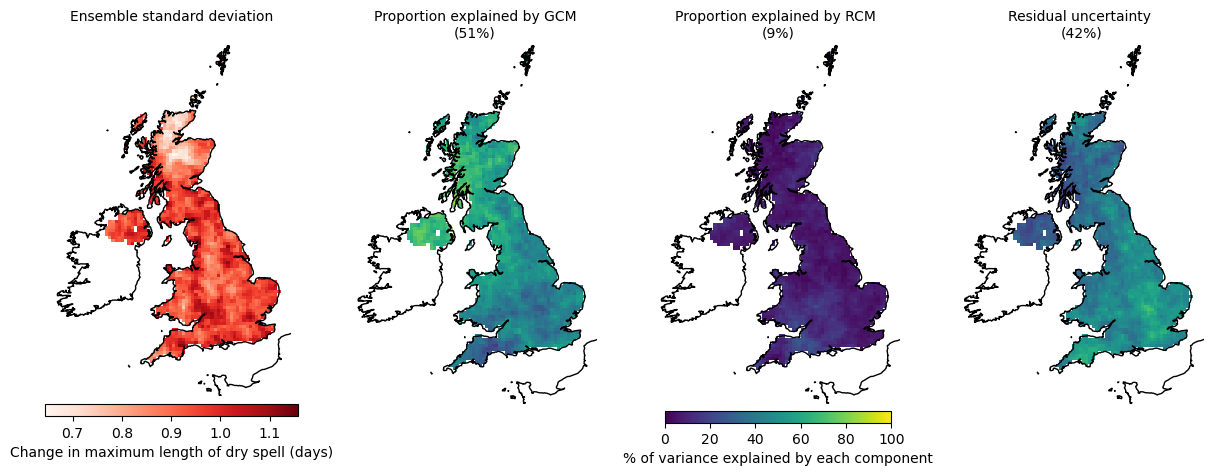 Ensemble standard deviation
Proportion explained by GCM
(51%)
Proportion explained by RCM
(9%)
Residual uncertainty
(42%)
0.7 0.8 0.9 1.0 1.1
Change in maximum length of dry spell (days)
0 20 40 60 80 100
% of variance explained by each component